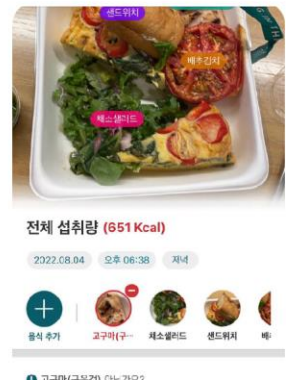 샌드위치
배추김치
채소샐러드
전체 섭취량 (651 Kcal)
2022.08.04 오후 06:38 저녁
음식 추가 고구마(구… 채소샐러드 샌드위치